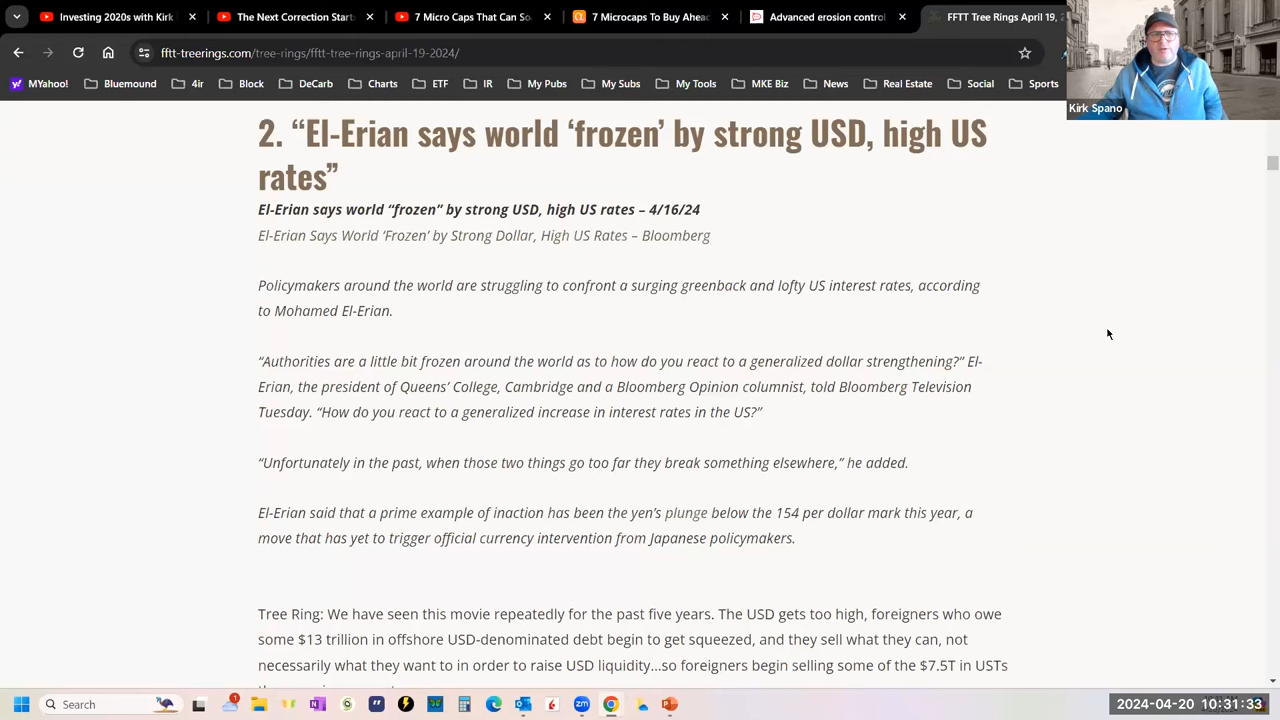 Investing 2020s with Kirk
The Next Correction Start
7 Micro Caps That Can So
7 Microcaps To Buy Ahead
Advanced erosion control
FFTT Tree Rings April 19, 2
fftt-treerings.com/tree-rings/fftt-tree-rings-april-19-2024/
MYahoo!
Bluemound
4ir
Block
DeCarb
Charts
ETF
IR
My Pubs
My Subs
My Tools
MKE Biz
News
Real Estate
Social
Sports
Kirk Spano
2. “El-Erian says world ‘frozen’ by strong USD, high US
rates”
El-Erian says world “frozen” by strong USD, high US rates – 4/16/24
El-Erian Says World ‘Frozen’ by Strong Dollar, High US Rates – Bloomberg
Policymakers around the world are struggling to confront a surging greenback and lofty US interest rates, according
to Mohamed El-Erian.
“Authorities are a little bit frozen around the world as to how do you react to a generalized dollar strengthening?” El-
Erian, the president of Queens’ College, Cambridge and a Bloomberg Opinion columnist, told Bloomberg Television
Tuesday. “How do you react to a generalized increase in interest rates in the US?”
“Unfortunately in the past, when those two things go too far they break something elsewhere,” he added.
El-Erian said that a prime example of inaction has been the yen’s plunge below the 154 per dollar mark this year, a
move that has yet to trigger official currency intervention from Japanese policymakers.
Tree Ring: We have seen this movie repeatedly for the past five years. The USD gets too high, foreigners who owe
some $13 trillion in offshore USD-denominated debt begin to get squeezed, and they sell what they can, not
necessarily what they want to in order to raise USD liquidity…so foreigners begin selling some of the $7.5T in USTs
Search
2024-04-20 10:31:33